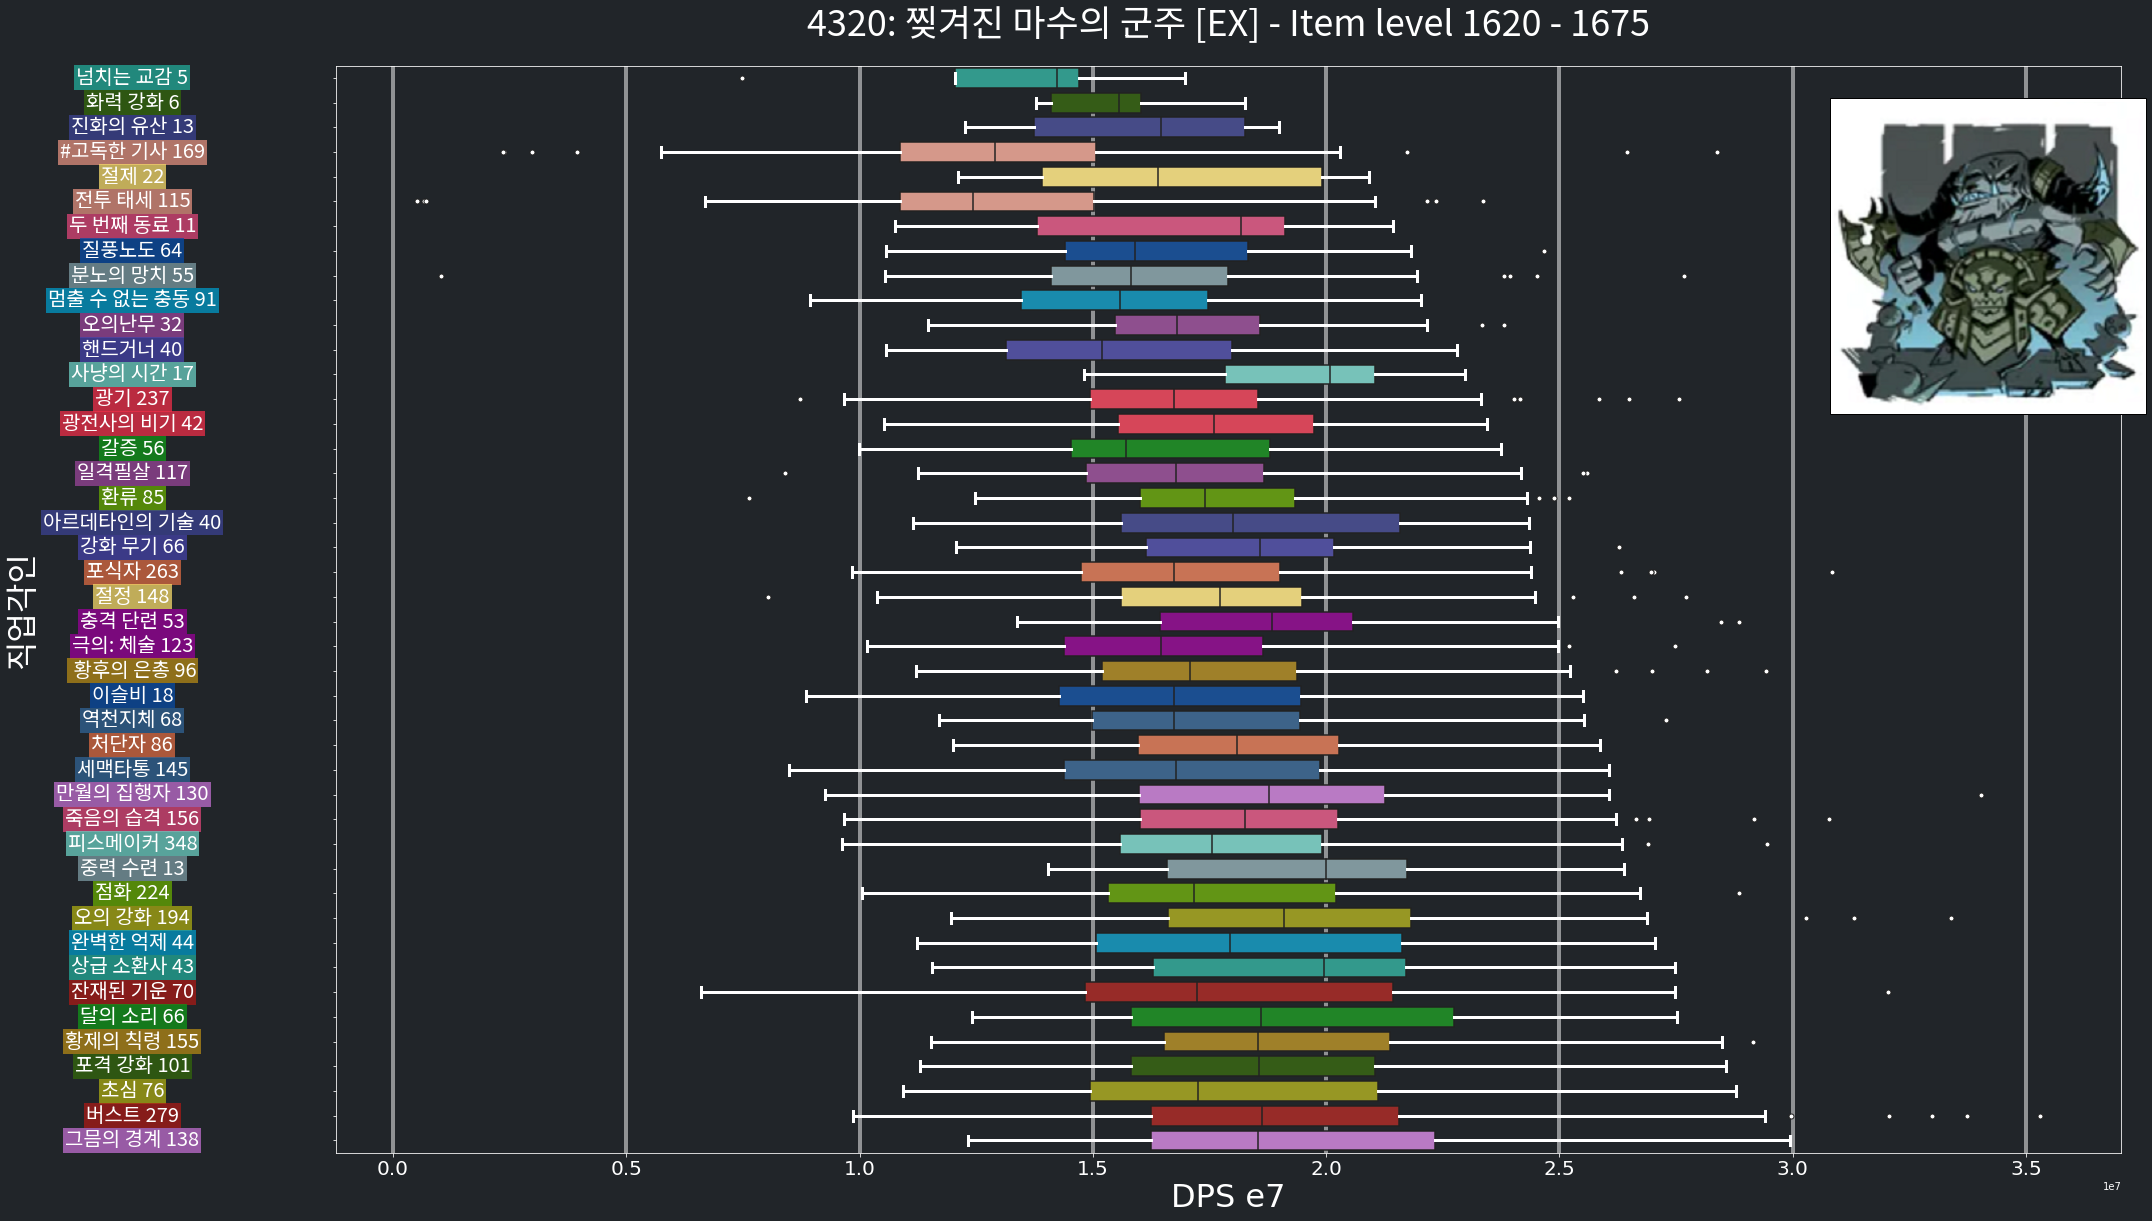 4320: 찢겨진 마수의 군주 [EX] - Item level 1620 - 1675
넘치는 교감 5
화력 강화 6
진화의 유산 13
#고독한 기사 169
절제 22
전투 태세 115
두 번째 동료 11
질풍노도 64
분노의 망치 55
멈출 수 없는 충동 91
오의난무 32
핸드거너 40
사냥의 시간 17
광기 237
광전사의 비기 42
갈증 56
일격필살 117
환류 85
아르데타인의 기술 40
강화 무기 66
포식자 263
절정 148
충격 단련 53
극의: 체술 123
황후의 은총 96
이슬비 18
역천지체 68
처단자 86
세맥타통 145
만월의 집행자 130
죽음의 습격 156
피스메이커 348
중력 수련 13
점화 224
오의 강화 194
완벽한 억제 44
상급 소환사 43
잔재된 기운 70
달의 소리 66
황제의 칙령 155
포격 강화 101
초심 76
버스트 279
그믐의 경계 138
직업각인
0.0 0.5 1.0 1.5 2.0 2.5 3.0 3.5
1e7
DPS e7